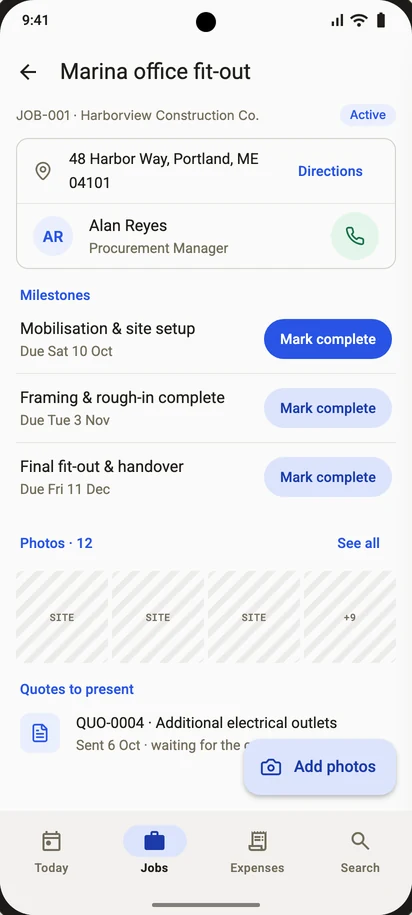 9:41
Marina office fit-out
JOB-001 · Harborview Construction Co.
Active
48 Harbor Way, Portland, ME
04101
Directions
AR
Alan Reyes
Procurement Manager
Milestones
Mobilisation & site setup
Due Sat 10 Oct
Mark complete
Framing & rough-in complete
Due Tue 3 Nov
Mark complete
Final fit-out & handover
Due Fri 11 Dec
Mark complete
Photos · 12
See all
SITE
SITE
SITE
+9
Quotes to present
QUO-0004 · Additional electrical outlets
Sent 6 Oct · waiting for the
Add photos
Today
Jobs
Expenses
Search